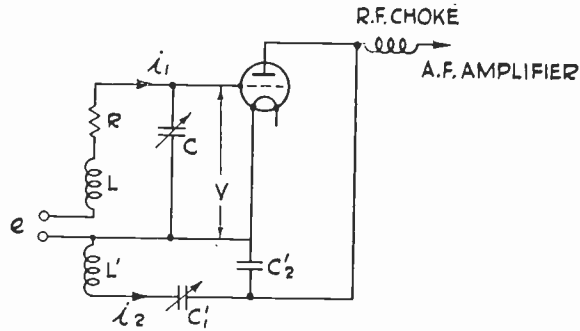 R.F. CHOKE
A.F. AMPLIFIER
i₁
R
C
V
L
e
L'
C'₂
i₂
C'₁